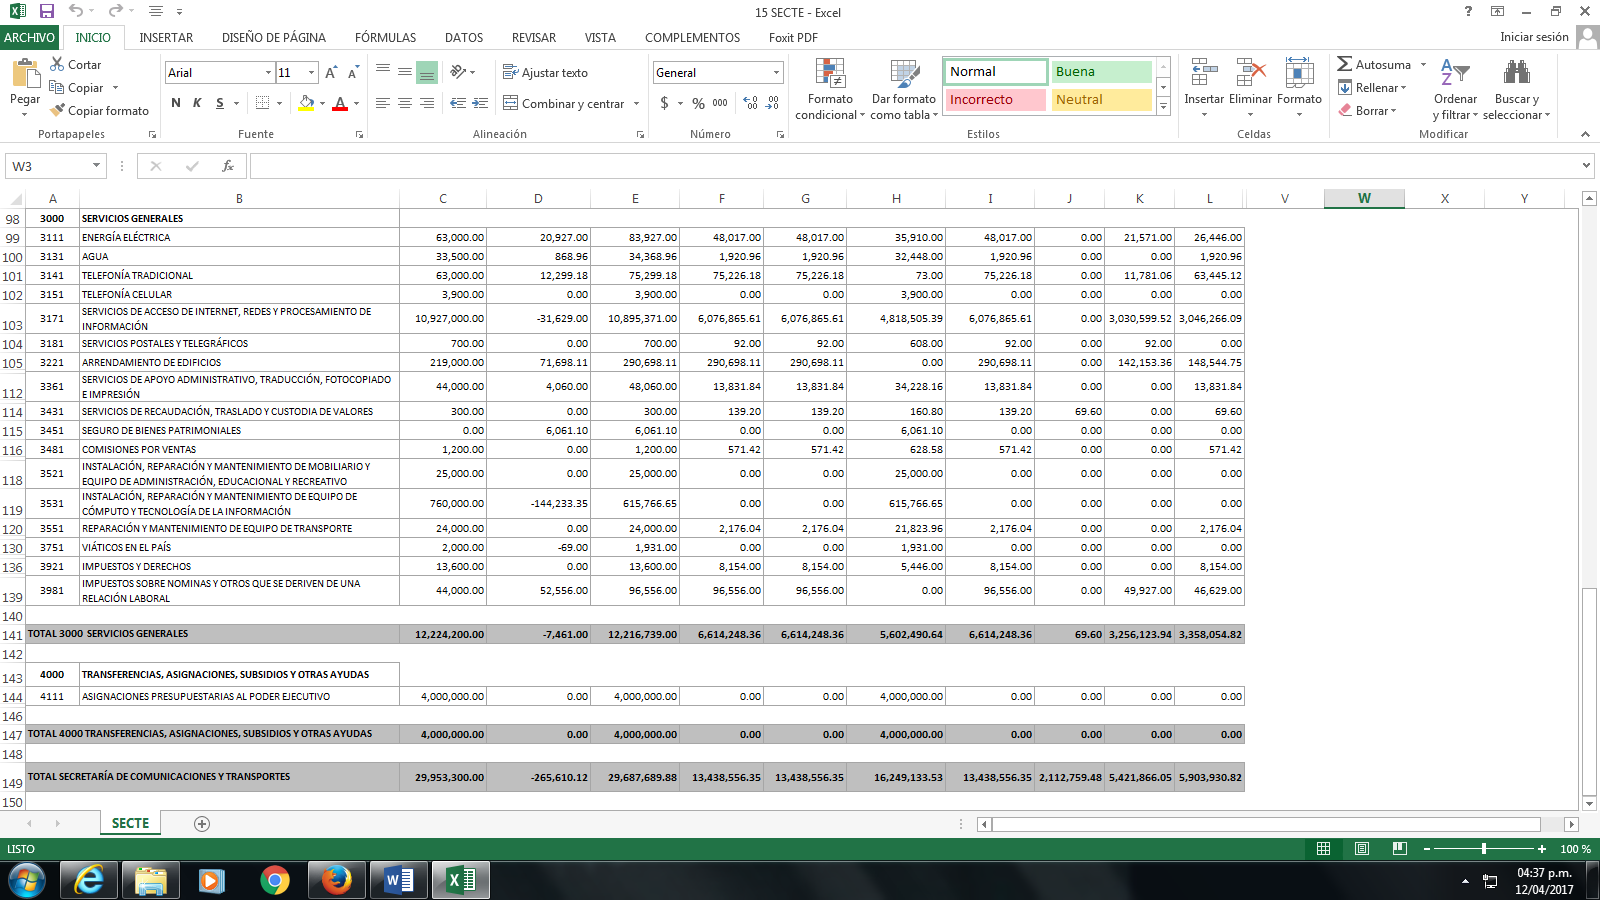 15 SECTE - Excel
?
ARCHIVO INICIO INSERTAR DISEÑO DE PÁGINA FÓRMULAS DATOS REVISAR VISTA COMPLEMENTOS Foxit PDF Iniciar sesión
Pegar
Cortar
Copiar
Copiar formato
Portapapeles
Arial 11
N K S
Fuente
Ajustar texto
Combinar y centrar
Alineación
General
$ % 000
Número
Formato condicional
Dar formato como tabla
Normal Buena
Incorrecto Neutral
Estilos
Insertar Eliminar Formato
Celdas
Autosuma
Rellenar
Borrar
Ordenar y filtrar
Buscar y seleccionar
Modificar
W3 fx
A B C D E F G H I J K L V W X Y
98 3000 SERVICIOS GENERALES
99 3111 ENERGÍA ELÉCTRICA 63,000.00 20,927.00 83,927.00 48,017.00 48,017.00 35,910.00 48,017.00 0.00 21,571.00 26,446.00
100 3131 AGUA 33,500.00 868.96 34,368.96 1,920.96 1,920.96 32,448.00 1,920.96 0.00 0.00 1,920.96
101 3141 TELEFONÍA TRADICIONAL 63,000.00 12,299.18 75,299.18 75,226.18 75,226.18 73.00 75,226.18 0.00 11,781.06 63,445.12
102 3151 TELEFONÍA CELULAR 3,900.00 0.00 3,900.00 0.00 0.00 3,900.00 0.00 0.00 0.00 0.00
103 3171 SERVICIOS DE ACCESO DE INTERNET, REDES Y PROCESAMIENTO DE
INFORMACIÓN 10,927,000.00 -31,629.00 10,895,371.00 6,076,865.61 6,076,865.61 4,818,505.39 6,076,865.61 0.00 3,030,599.52 3,046,266.09
104 3181 SERVICIOS POSTALES Y TELEGRÁFICOS 700.00 0.00 700.00 92.00 92.00 608.00 92.00 0.00 92.00 0.00
105 3221 ARRENDAMIENTO DE EDIFICIOS 219,000.00 71,698.11 290,698.11 290,698.11 290,698.11 0.00 290,698.11 0.00 142,153.36 148,544.75
112 3361 SERVICIOS DE APOYO ADMINISTRATIVO, TRADUCCIÓN, FOTOCOPIADO
E IMPRESIÓN 44,000.00 4,060.00 48,060.00 13,831.84 13,831.84 34,228.16 13,831.84 0.00 0.00 13,831.84
114 3431 SERVICIOS DE RECAUDACIÓN, TRASLADO Y CUSTODIA DE VALORES 300.00 0.00 300.00 139.20 139.20 160.80 139.20 69.60 0.00 69.60
115 3451 SEGURO DE BIENES PATRIMONIALES 0.00 6,061.10 6,061.10 0.00 0.00 6,061.10 0.00 0.00 0.00 0.00
116 3481 COMISIONES POR VENTAS 1,200.00 0.00 1,200.00 571.42 571.42 628.58 571.42 0.00 0.00 571.42
118 3521 INSTALACIÓN, REPARACIÓN Y MANTENIMIENTO DE MOBILIARIO Y
EQUIPO DE ADMINISTRACIÓN, EDUCACIONAL Y RECREATIVO 25,000.00 0.00 25,000.00 0.00 0.00 25,000.00 0.00 0.00 0.00 0.00
119 3531 INSTALACIÓN, REPARACIÓN Y MANTENIMIENTO DE EQUIPO DE
CÓMPUTO Y TECNOLOGÍA DE LA INFORMACIÓN 760,000.00 -144,233.35 615,766.65 0.00 0.00 615,766.65 0.00 0.00 0.00 0.00
120 3551 REPARACIÓN Y MANTENIMIENTO DE EQUIPO DE TRANSPORTE 24,000.00 0.00 24,000.00 2,176.04 2,176.04 21,823.96 2,176.04 0.00 0.00 2,176.04
130 3751 VIÁTICOS EN EL PAÍS 2,000.00 -69.00 1,931.00 0.00 0.00 1,931.00 0.00 0.00 0.00 0.00
136 3921 IMPUESTOS Y DERECHOS 13,600.00 0.00 13,600.00 8,154.00 8,154.00 5,446.00 8,154.00 0.00 0.00 8,154.00
139 3981 IMPUESTOS SOBRE NOMINAS Y OTROS QUE SE DERIVEN DE UNA
RELACIÓN LABORAL 44,000.00 52,556.00 96,556.00 96,556.00 96,556.00 0.00 96,556.00 0.00 49,927.00 46,629.00
140
141 TOTAL 3000 SERVICIOS GENERALES 12,224,200.00 -7,461.00 12,216,739.00 6,614,248.36 6,614,248.36 5,602,490.64 6,614,248.36 69.60 3,256,123.94 3,358,054.82
142
143 4000 TRANSFERENCIAS, ASIGNACIONES, SUBSIDIOS Y OTRAS AYUDAS
144 4111 ASIGNACIONES PRESUPUESTARIAS AL PODER EJECUTIVO 4,000,000.00 0.00 4,000,000.00 0.00 0.00 4,000,000.00 0.00 0.00 0.00 0.00
146
147 TOTAL 4000 TRANSFERENCIAS, ASIGNACIONES, SUBSIDIOS Y OTRAS AYUDAS 4,000,000.00 0.00 4,000,000.00 0.00 0.00 4,000,000.00 0.00 0.00 0.00 0.00
148
149 TOTAL SECRETARÍA DE COMUNICACIONES Y TRANSPORTES 29,953,300.00 -265,610.12 29,687,689.88 13,438,556.35 13,438,556.35 16,249,133.53 13,438,556.35 2,112,759.48 5,421,866.05 5,903,930.82
150
SECTE
LISTO 100 %
04:37 p.m.
12/04/2017